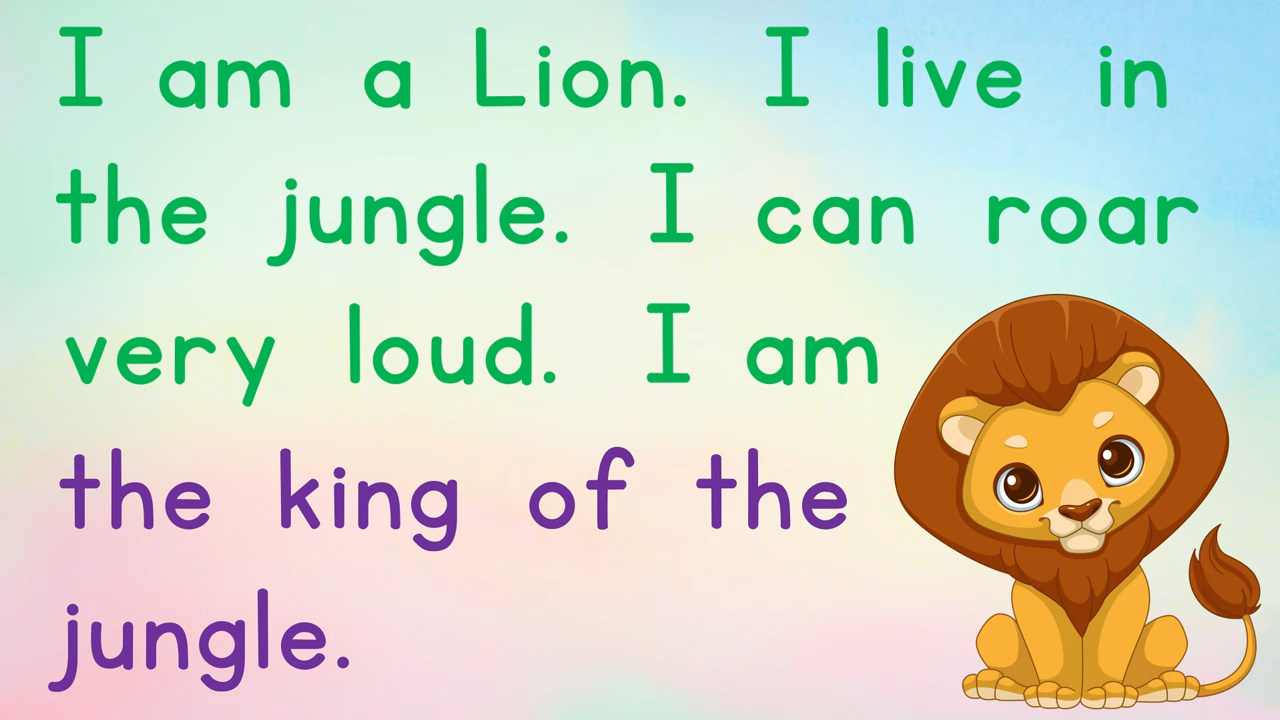 I am a Lion. I live in
the jungle. I can roar
very loud. I am
the king of the
jungle.